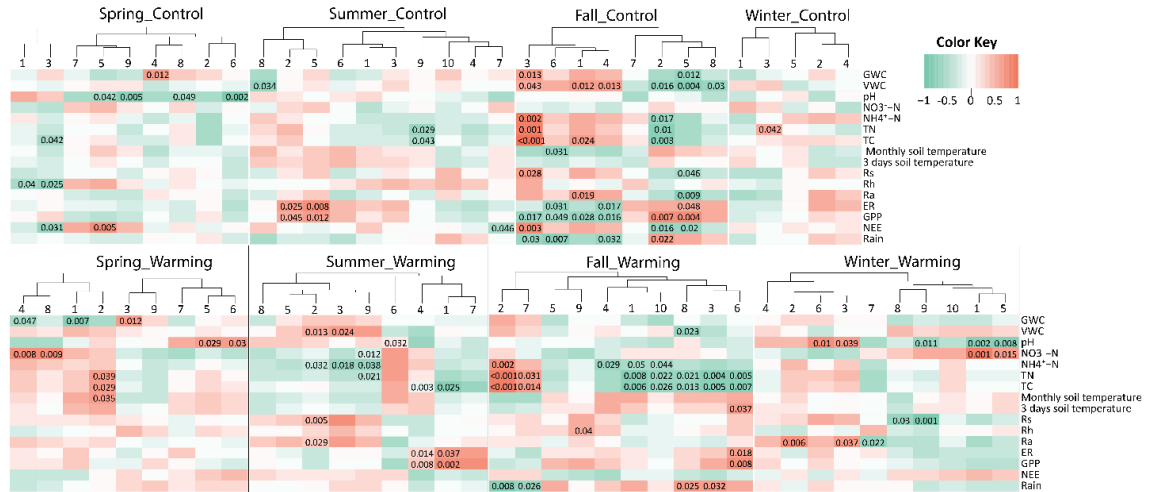 Spring_Control Summer_Control Fall_Control Winter_Control
Color Key
-1 -0.5 0 0.5 1
1 3 7 5 9 4 8 2 6 8 2 5 6 1 3 9 10 4 7 3 6 1 4 7 2 5 8 1 3 5 2 4
0.012 0.013 0.012 GWC
0.034 0.043 0.012 0.013 0.016 0.004 0.03 VWC
0.042 0.005 0.049 0.002 pH
NO3⁻-N
0.002 0.017 NH4⁺-N
0.029 0.001 0.01 0.042 TN
0.042 0.043 <0.001 0.024 0.003 TC
0.031 Monthly soil temperature
3 days soil temperature
0.028 0.046 Rs
0.04 0.025 Rh
0.019 0.009 Ra
0.025 0.008 0.031 0.017 0.048 ER
0.045 0.012 0.017 0.049 0.028 0.016 0.007 0.004 GPP
0.031 0.005 0.046 0.003 0.016 0.02 NEE
0.03 0.007 0.032 0.022 Rain
Spring_Warming Summer_Warming Fall_Warming Winter_Warming
4 8 1 2 3 9 7 5 6 8 5 2 3 9 6 4 1 7 2 7 5 9 4 1 10 8 3 6 4 2 6 3 7 8 9 10 1 5
0.047 0.007 0.012 GWC
0.013 0.024 0.023 VWC
0.029 0.03 0.032 0.01 0.039 0.011 0.002 0.008 pH
0.008 0.009 0.012 0.001 0.015 NO3⁻-N
0.032 0.018 0.038 0.002 0.029 0.05 0.044 NH4⁺-N
0.039 0.021 <0.001 0.031 0.008 0.022 0.021 0.004 0.005 TN
0.029 0.003 0.025 <0.001 0.014 0.006 0.026 0.013 0.005 0.007 TC
0.035 Monthly soil temperature
0.037 3 days soil temperature
0.005 0.03 0.001 Rs
0.04 Rh
0.029 0.006 0.037 0.022 Ra
0.014 0.037 0.018 ER
0.008 0.002 0.008 GPP
NEE
0.008 0.026 0.025 0.032 Rain